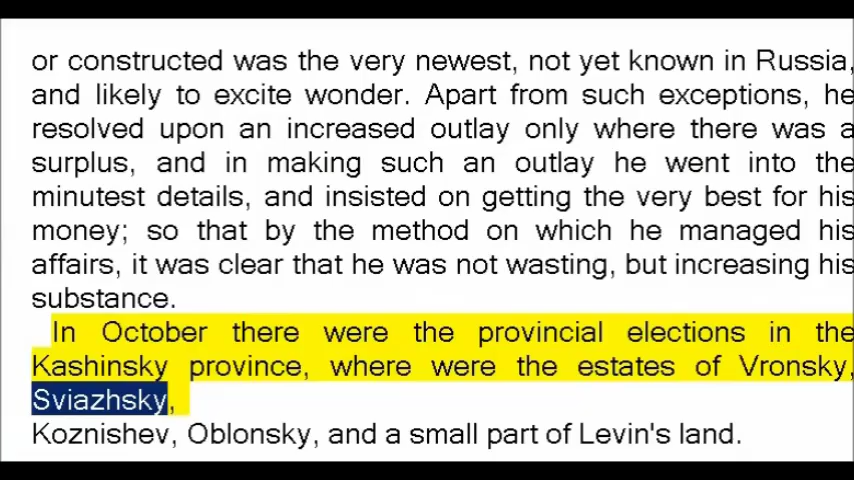 or constructed was the very newest, not yet known in Russia,
and likely to excite wonder. Apart from such exceptions, he
resolved upon an increased outlay only where there was a
surplus, and in making such an outlay he went into the
minutest details, and insisted on getting the very best for his
money; so that by the method on which he managed his
affairs, it was clear that he was not wasting, but increasing his
substance.
In October there were the provincial elections in the
Kashinsky province, where were the estates of Vronsky,
Sviazhsky,
Koznishev, Oblonsky, and a small part of Levin's land.